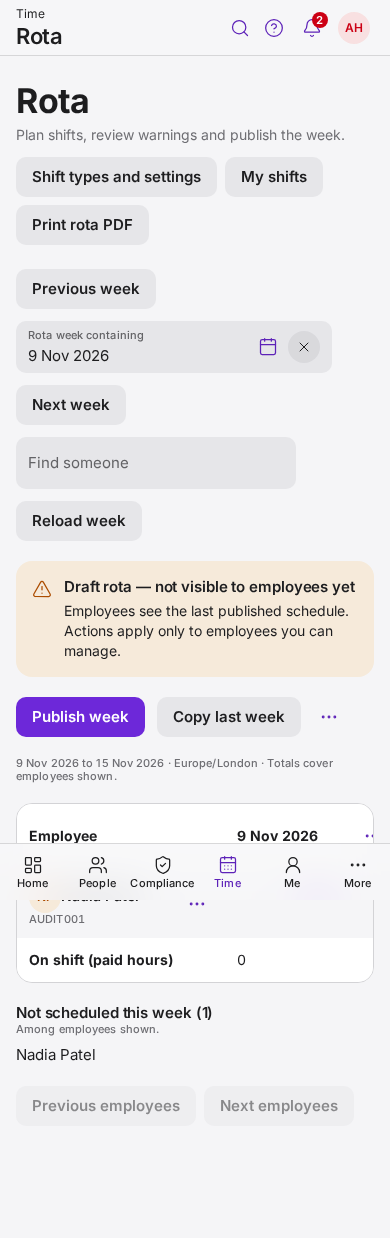 Time
Rota
2
AH
Rota
Plan shifts, review warnings and publish the week.
Shift types and settings
My shifts
Print rota PDF
Previous week
Rota week containing
9 Nov 2026
Next week
Find someone
Reload week
Draft rota — not visible to employees yet
Employees see the last published schedule.
Actions apply only to employees you can
manage.
Publish week
Copy last week
9 Nov 2026 to 15 Nov 2026 · Europe/London · Totals cover
employees shown.
Employee
9 Nov 2026
Home
People
Compliance
Time
Me
More
AUDIT001
On shift (paid hours)
0
Not scheduled this week (1)
Among employees shown.
Nadia Patel
Previous employees
Next employees